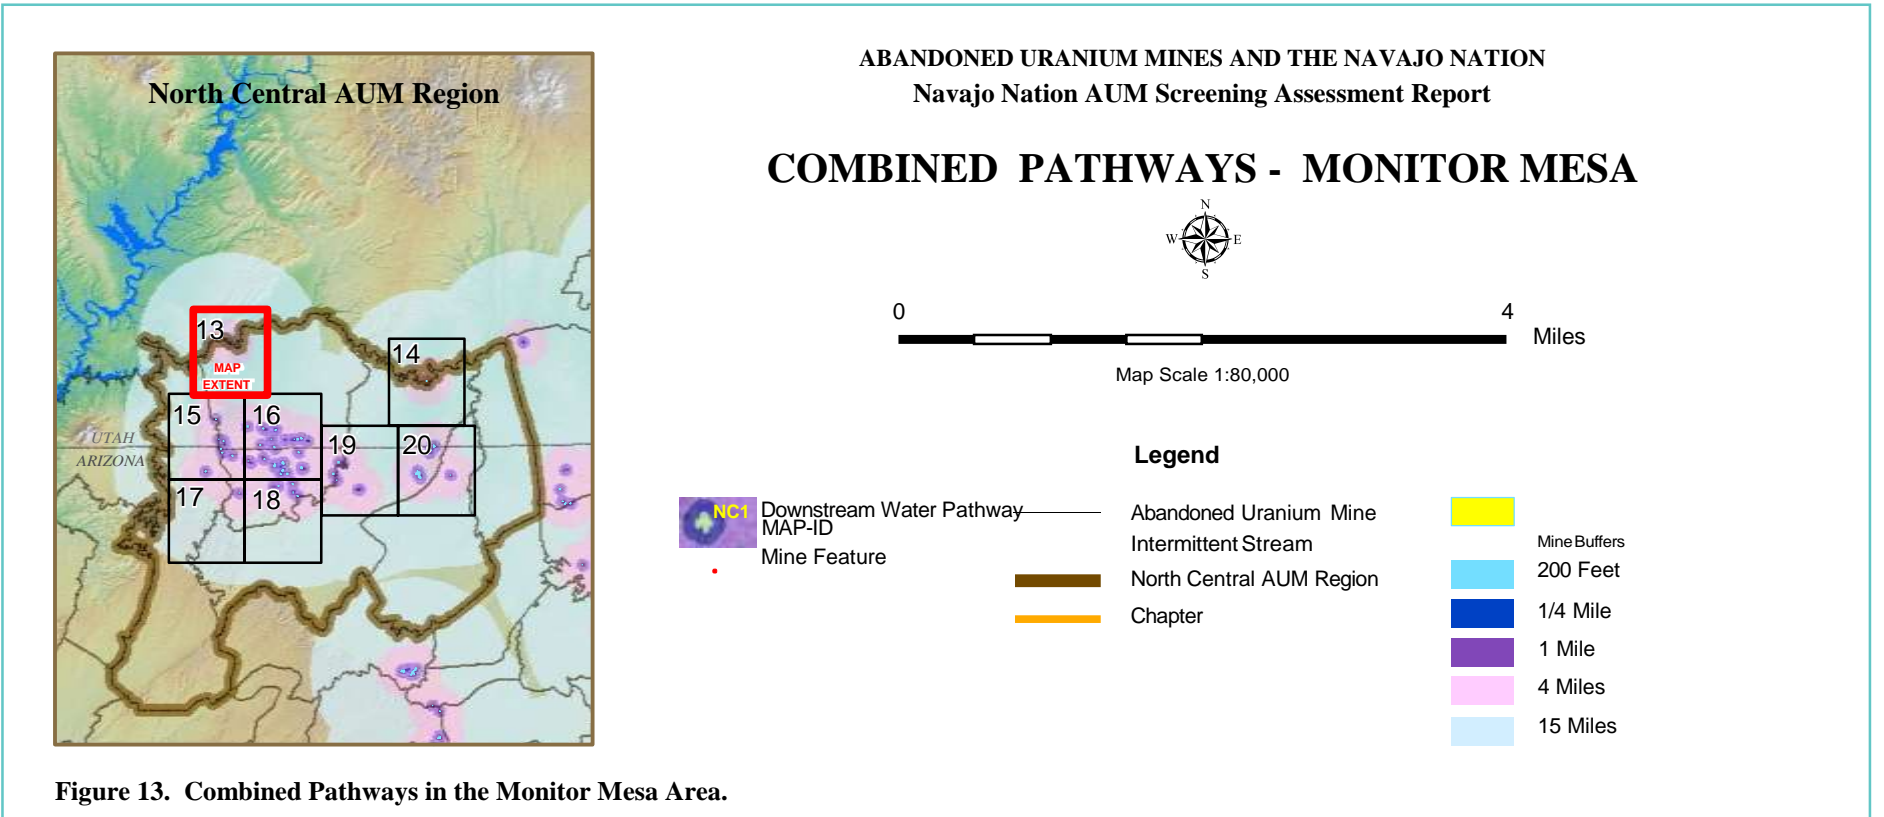 ABANDONED URANIUM MINES AND THE NAVAJO NATION
Navajo Nation AUM Screening Assessment Report
COMBINED PATHWAYS - MONITOR MESA
North Central AUM Region
13
MAP
EXTENT
14
15
16
19
20
17
18
UTAH
ARIZONA
N
W
E
S
0
4
Miles
Map Scale 1:80,000
Legend
NC1
Downstream Water Pathway
MAP-ID
Mine Feature
Abandoned Uranium Mine
Intermittent Stream
North Central AUM Region
Chapter
Mine Buffers
200 Feet
1/4 Mile
1 Mile
4 Miles
15 Miles
Figure 13. Combined Pathways in the Monitor Mesa Area.